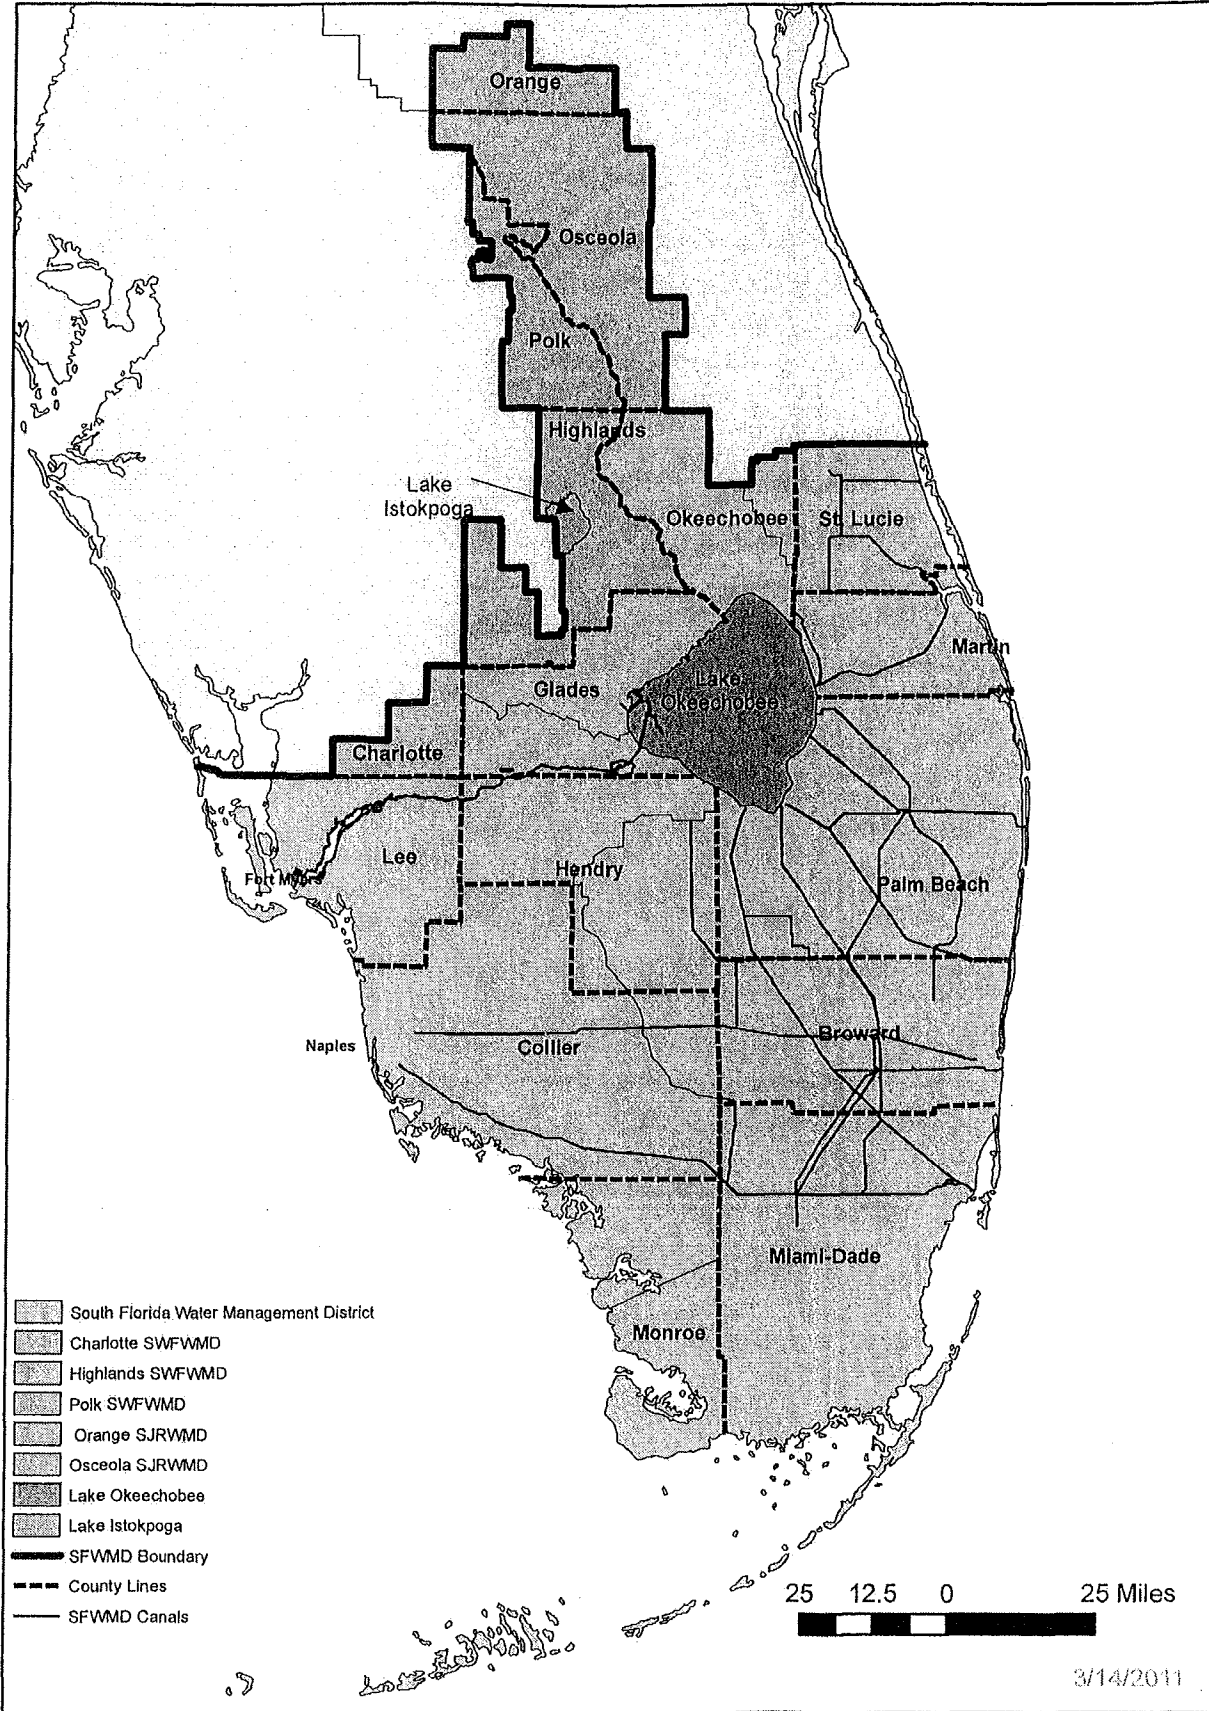 Orange
Osceola
Polk
Highlands
Lake
Istokpoga
Okeechobee
St. Lucie
Martin
Lake
Okeechobee
Glades
Charlotte
Lee
Fort Myers
Hendry
Palm Beach
Broward
Naples
Collier
Miami-Dade
Monroe
South Florida Water Management District
Charlotte SWFWMD
Highlands SWFWMD
Polk SWFWMD
Orange SJRWMD
Osceola SJRWMD
Lake Okeechobee
Lake Istokpoga
SFWMD Boundary
County Lines
SFWMD Canals
25 12.5 0 25 Miles
3/14/2011